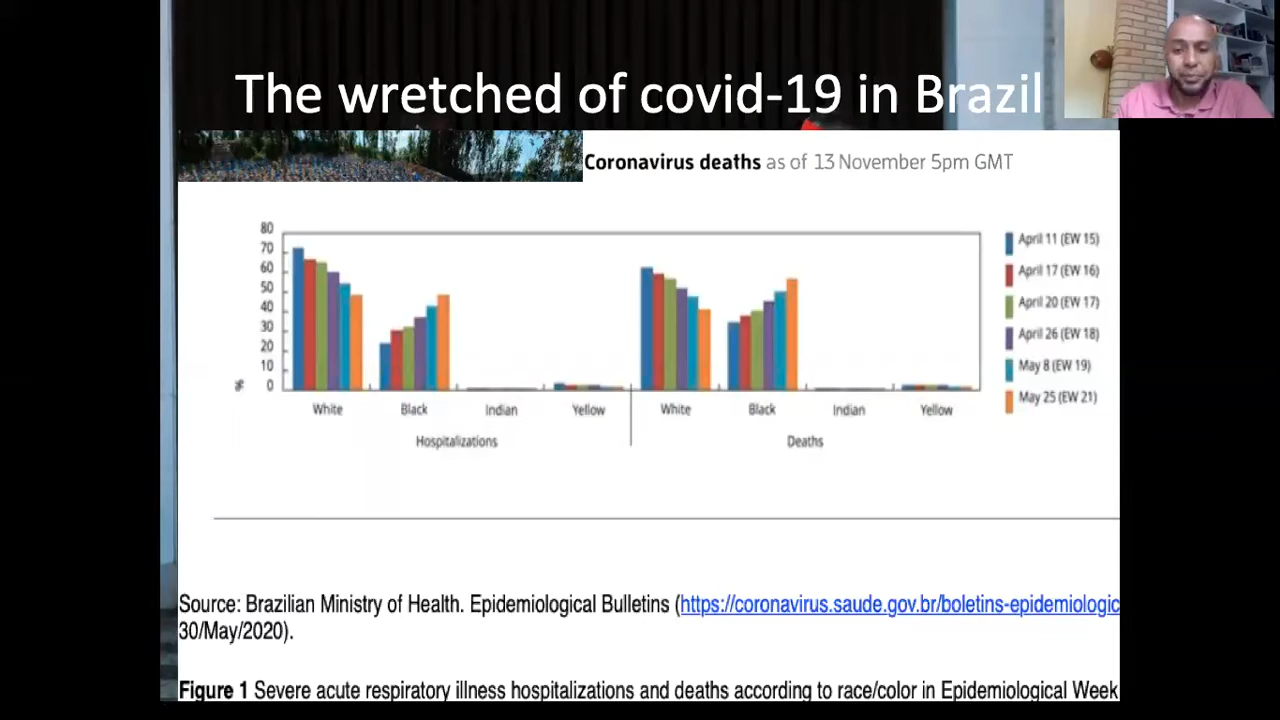 The wretched of covid-19 in Brazil
Coronavirus deaths as of 13 November 5pm GMT
80
70
60
50
40
30
20
10
0
%
White
Black
Indian
Yellow
White
Black
Indian
Yellow
Hospitalizations
Deaths
April 11 (EW 15)
April 17 (EW 16)
April 20 (EW 17)
April 26 (EW 18)
May 8 (EW 19)
May 25 (EW 21)
Source: Brazilian Ministry of Health. Epidemiological Bulletins (https://coronavirus.saude.gov.br/boletins-epidemiologic
30/May/2020).
Figure 1 Severe acute respiratory illness hospitalizations and deaths according to race/color in Epidemiological Week